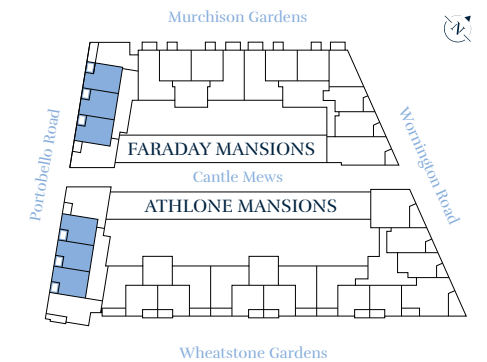 Murchison Gardens
N
Portobello Road
Wornington Road
FARADAY MANSIONS
Cantle Mews
ATHLONE MANSIONS
Wheatstone Gardens